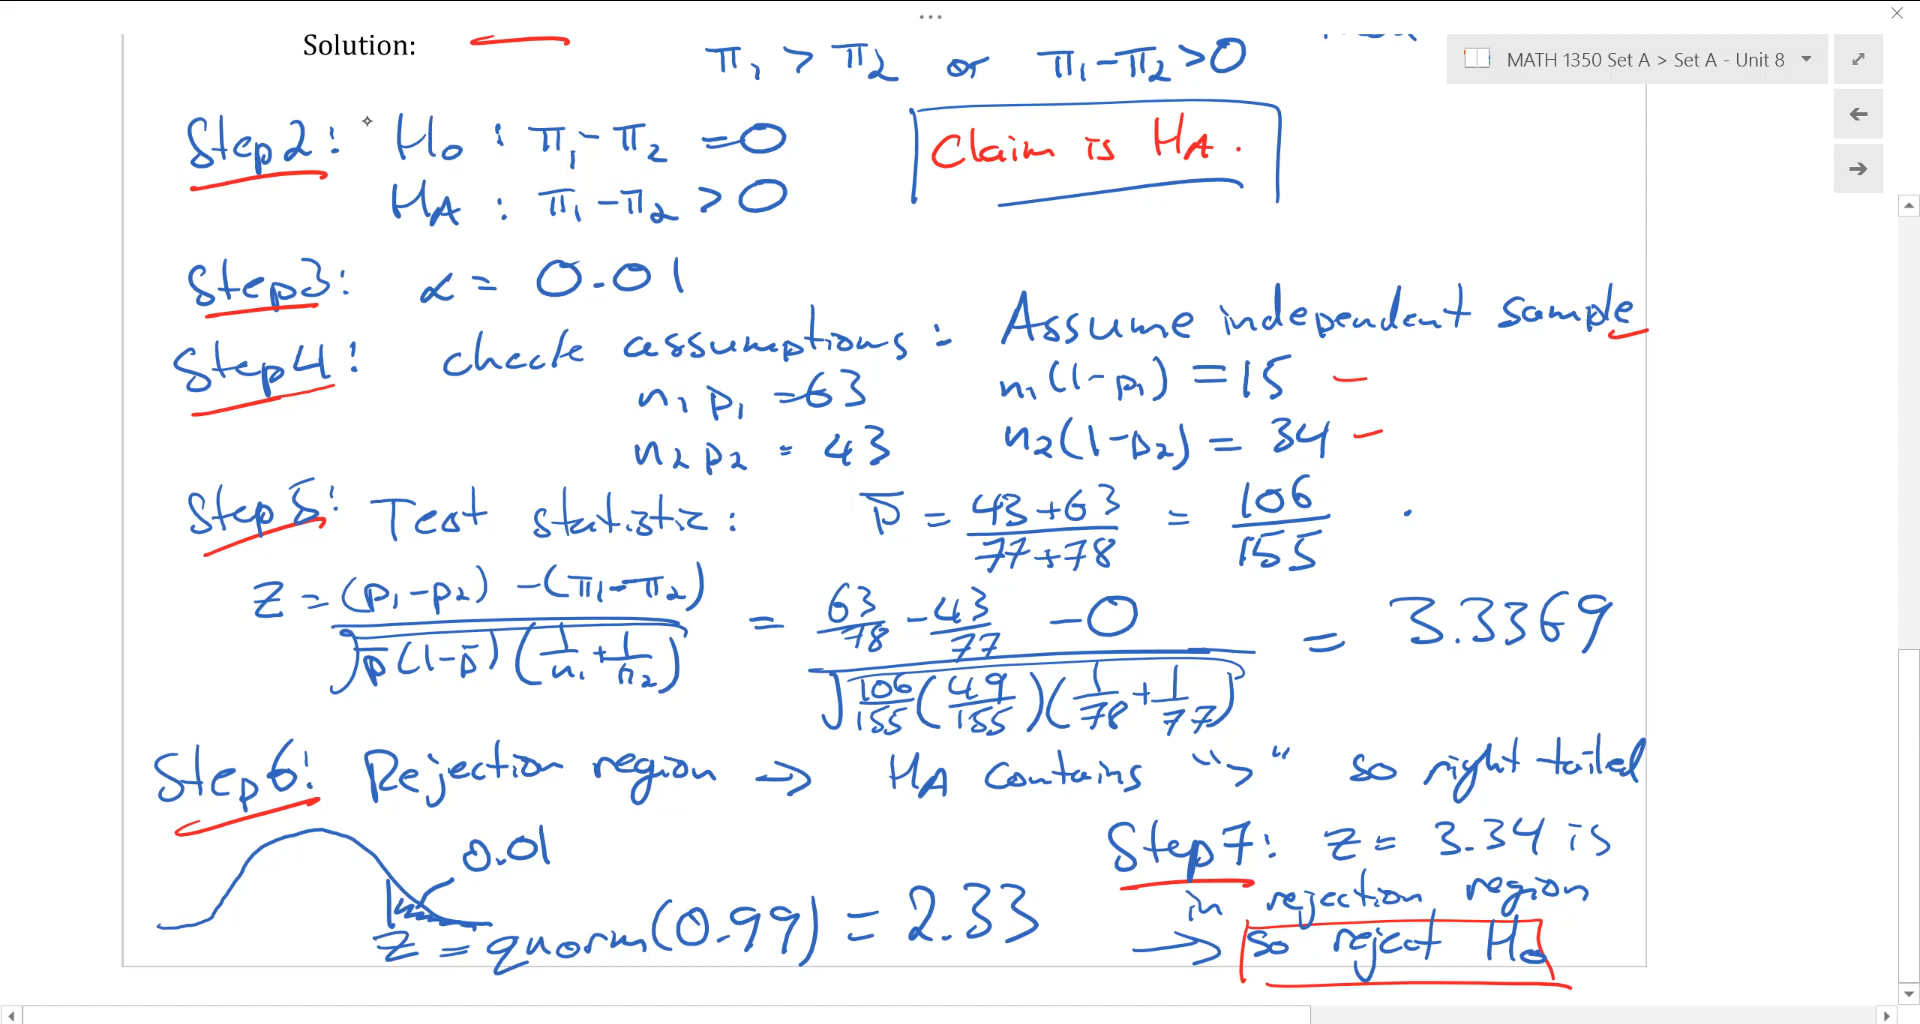 Solution:
π₁ > π₂ or π₁-π₂>0
MATH 1350 Set A > Set A - Unit 8
Step2: H₀ : π₁-π₂ =0
Claim is H_A.
H_A : π₁-π₂ >0
Step3: α = 0.01
Step4: check assumptions: Assume independent sample
n₁p₁ =63 n₁(1-p₁) =15
n₂p₂ = 43 n₂(1-p₂) = 34
Step5: Test statistic: p̄ = (43+63)/(77+78) = 106/155
z = ((p₁-p₂) -(π₁-π₂))/√(p̄(1-p̄)(1/n₁+1/n₂)) = (63/78 - 43/77 - 0)/√(106/155(49/155)(1/78+1/77)) = 3.3369
Step6: Rejection region → H_A contains ">" so right tailed
0.01
z = qnorm(0.99) = 2.33
Step7: z = 3.34 is
in rejection region
→ so reject H₀